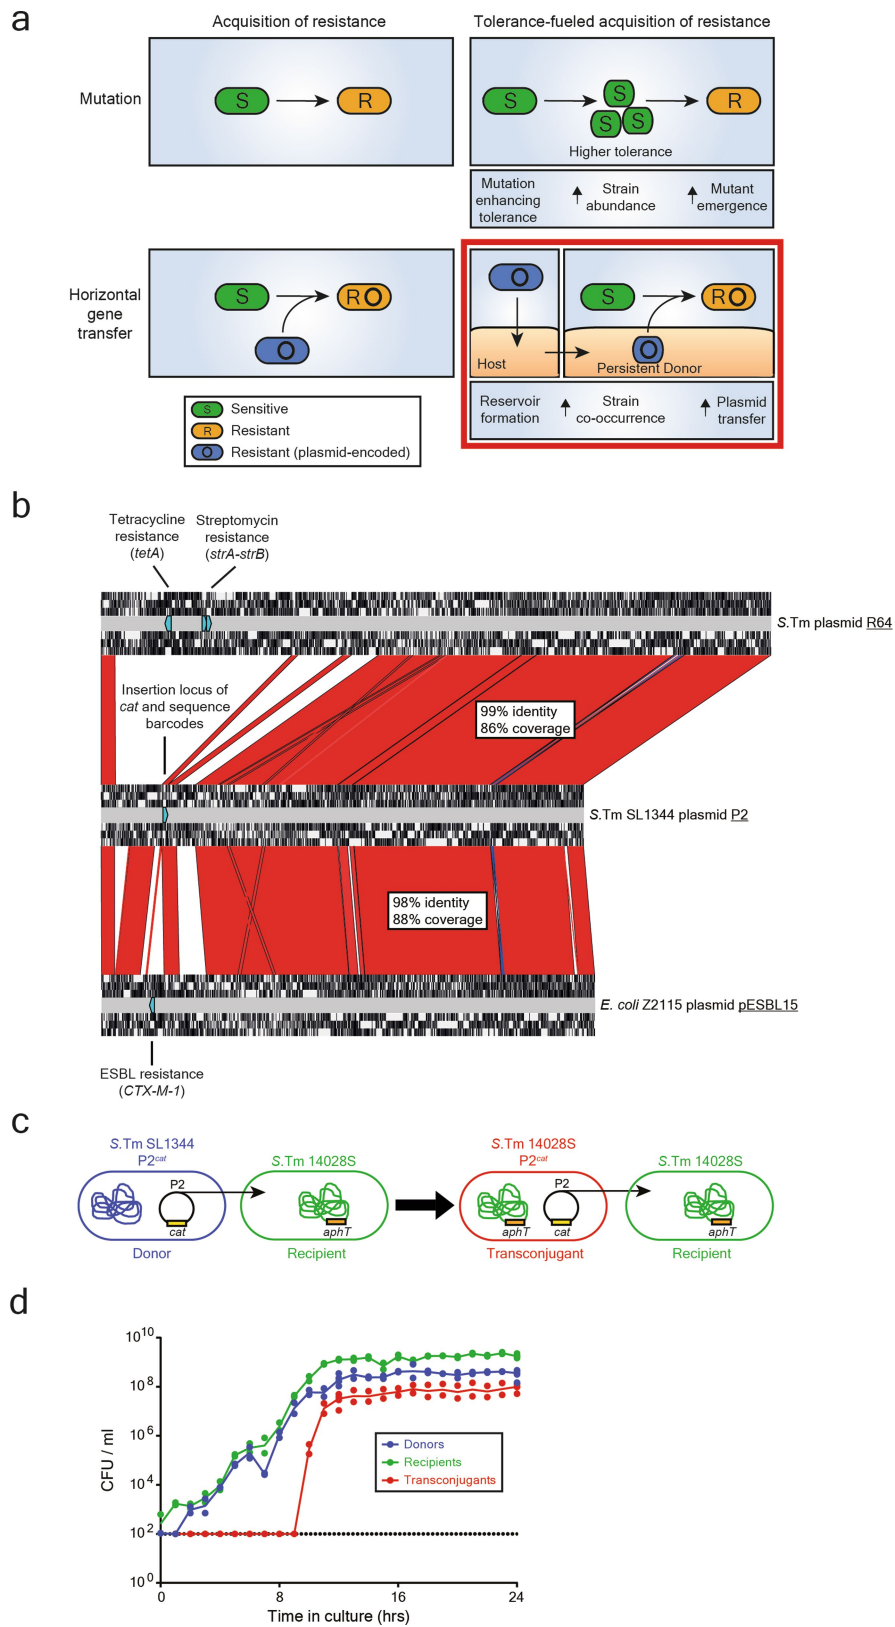 a
Acquisition of resistance
Tolerance-fueled acquisition of resistance
Mutation
S
R
S
S
S
S
R
Higher tolerance
Mutation
enhancing
tolerance
Strain
abundance
Mutant
emergence
Horizontal
gene
transfer
S
R O
O
O
Host
S
R O
O
Persistent Donor
Reservoir
formation
Strain
co-occurrence
Plasmid
transfer
S Sensitive
R Resistant
O Resistant (plasmid-encoded)
b
Tetracycline
resistance
(tetA)
Streptomycin
resistance
(strA-strB)
S.Tm plasmid R64
Insertion locus of
cat and sequence
barcodes
99% identity
86% coverage
S.Tm SL1344 plasmid P2
98% identity
88% coverage
E. coli Z2115 plasmid pESBL15
ESBL resistance
(CTX-M-1)
c
S.Tm SL1344
P2cat
S.Tm 14028S
S.Tm 14028S
P2cat
S.Tm 14028S
P2
cat
aphT
P2
aphT
cat
aphT
Donor
Recipient
Transconjugant
Recipient
d
CFU / ml
10^10
10^8
10^6
10^4
10^2
10^0
Donors
Recipients
Transconjugants
0
8
16
24
Time in culture (hrs)